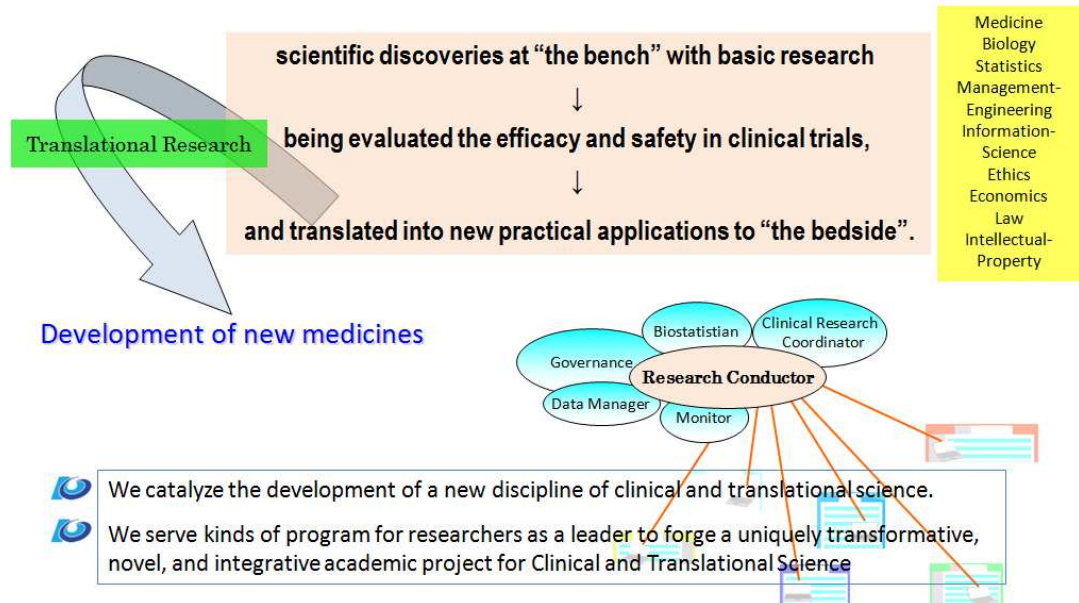 scientific discoveries at “the bench” with basic research
↓
being evaluated the efficacy and safety in clinical trials,
↓
and translated into new practical applications to “the bedside”.
Translational Research
Development of new medicines
Medicine
Biology
Statistics
Management-
Engineering
Information-
Science
Ethics
Economics
Law
Intellectual-
Property
Biostatistian
Clinical Research
Coordinator
Governance
Research Conductor
Data Manager
Monitor
We catalyze the development of a new discipline of clinical and translational science.
We serve kinds of program for researchers as a leader to forge a uniquely transformative,
novel, and integrative academic project for Clinical and Translational Science